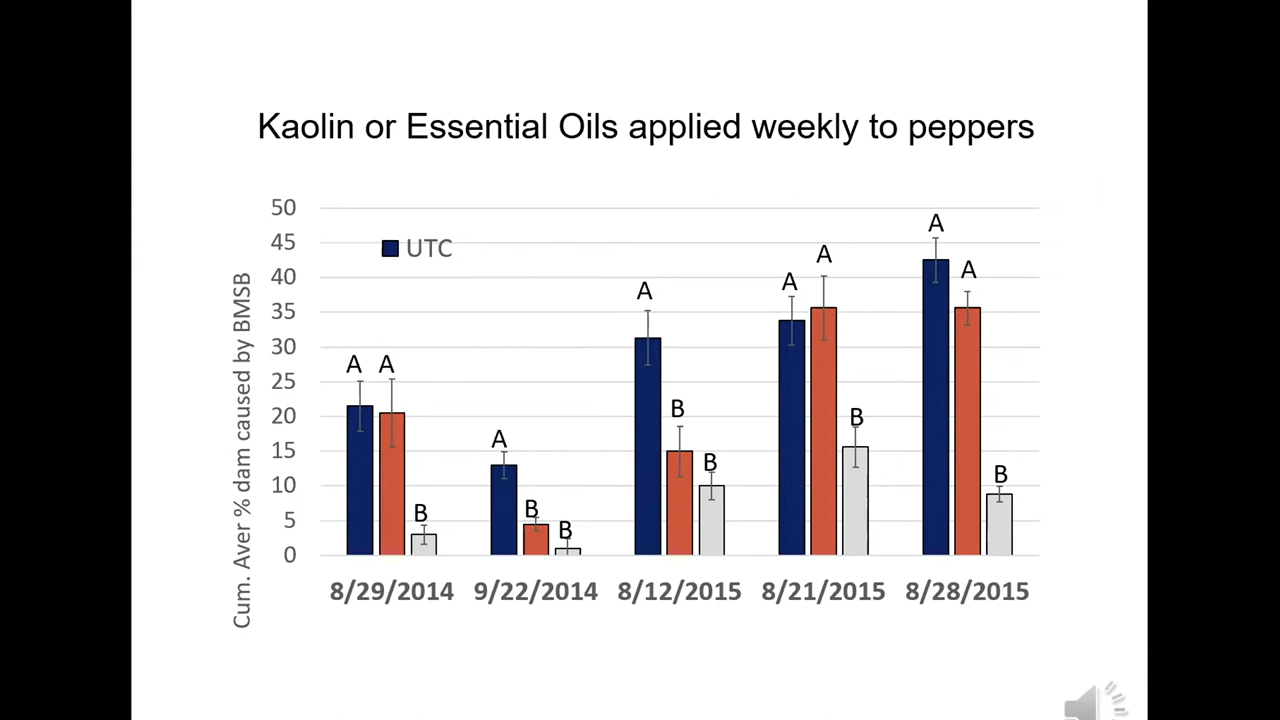 Kaolin or Essential Oils applied weekly to peppers
Cum. Aver % dam caused by BMSB
50
45
40
35
30
25
20
15
10
5
0
UTC
A A B
A B B
A B B
A A B
A A B
8/29/2014 9/22/2014 8/12/2015 8/21/2015 8/28/2015